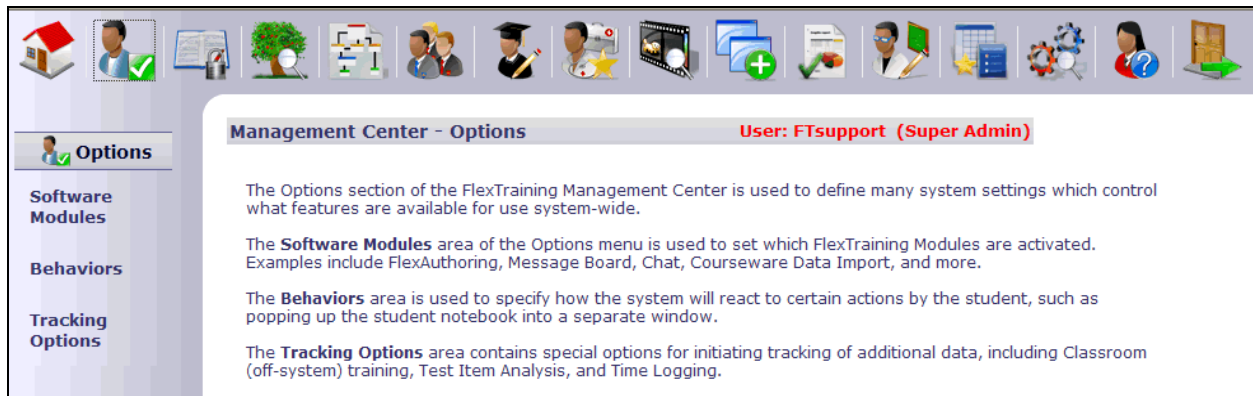 Management Center - Options
User: FTsupport (Super Admin)
Options
Software
Modules
Behaviors
Tracking
Options
The Options section of the FlexTraining Management Center is used to define many system settings which control
what features are available for use system-wide.
The Software Modules area of the Options menu is used to set which FlexTraining Modules are activated.
Examples include FlexAuthoring, Message Board, Chat, Courseware Data Import, and more.
The Behaviors area is used to specify how the system will react to certain actions by the student, such as
popping up the student notebook into a separate window.
The Tracking Options area contains special options for initiating tracking of additional data, including Classroom
(off-system) training, Test Item Analysis, and Time Logging.